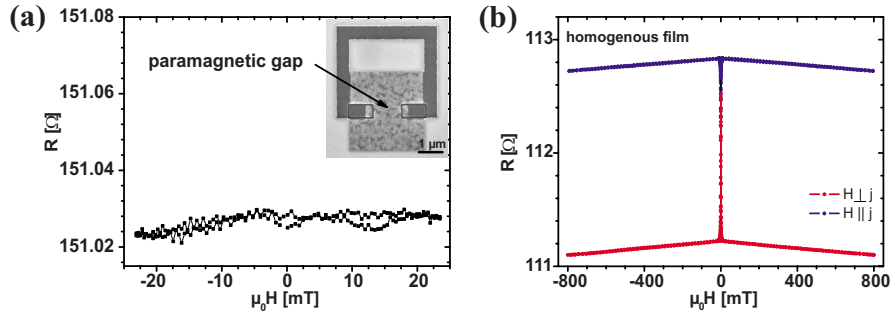 (a)
151.08
151.06
151.04
151.02
R [Ω]
-20
-10
0
10
20
μ₀H [mT]
paramagnetic gap
1 μm
(b)
113
112
111
R [Ω]
-800
-400
0
400
800
μ₀H [mT]
homogenous film
H⊥j
H || j